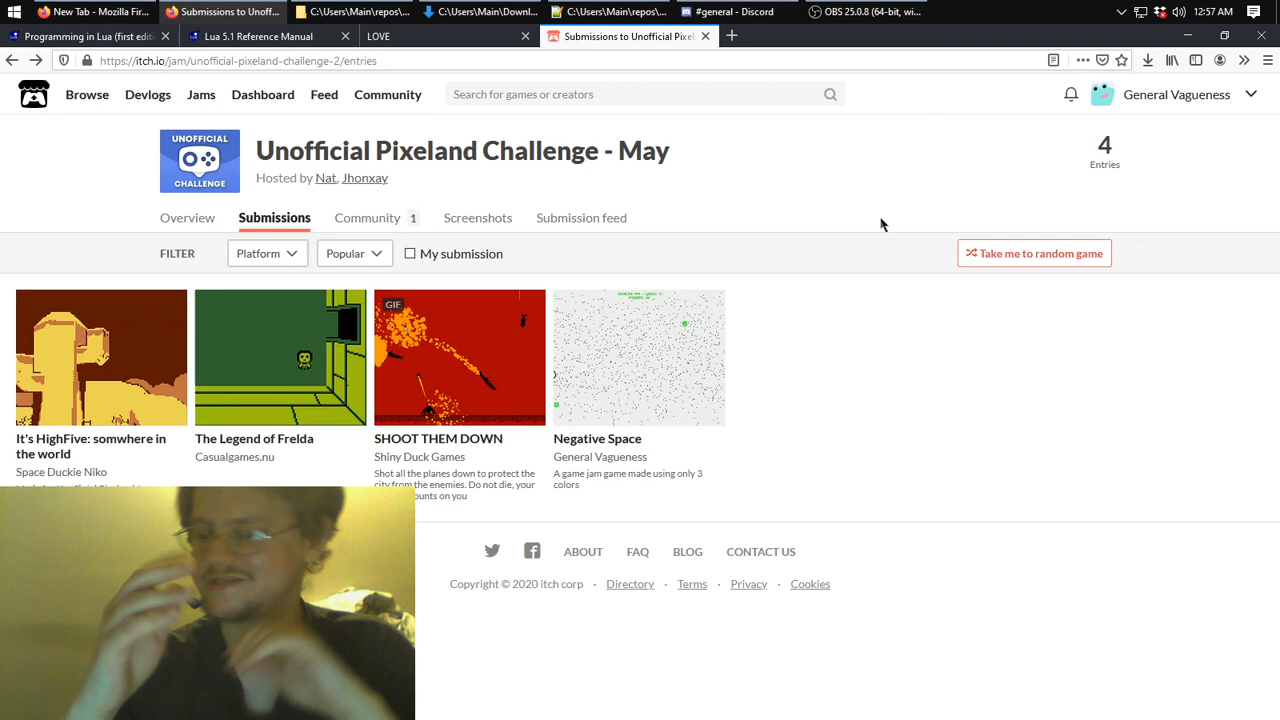 New Tab - Mozilla Fir...
Submissions to Unoff...
C:\Users\Main\repos\...
C:\Users\Main\Downl...
C:\Users\Main\repos...
#general - Discord
OBS 25.0.8 (64-bit, wi...
12:57 AM
Programming in Lua (first editi
Lua 5.1 Reference Manual
LOVE
Submissions to Unofficial Pixel
https://itch.io/jam/unofficial-pixeland-challenge-2/entries
Browse
Devlogs
Jams
Dashboard
Feed
Community
Search for games or creators
General Vagueness
UNOFFICIAL
CHALLENGE
Unofficial Pixeland Challenge - May
Hosted by Nat, Jhonxay
4
Entries
Overview
Submissions
Community 1
Screenshots
Submission feed
FILTER
Platform
Popular
My submission
Take me to random game
GIF
It's HighFive: somwhere in
the world
Space Duckie Niko
The Legend of Frelda
Casualgames.nu
SHOOT THEM DOWN
Shiny Duck Games
Shot all the planes down to protect the
city from the enemies. Do not die, your
ounts on you
Negative Space
General Vagueness
A game jam game made using only 3
colors
ABOUT
FAQ
BLOG
CONTACT US
Copyright © 2020 itch corp · Directory · Terms · Privacy · Cookies